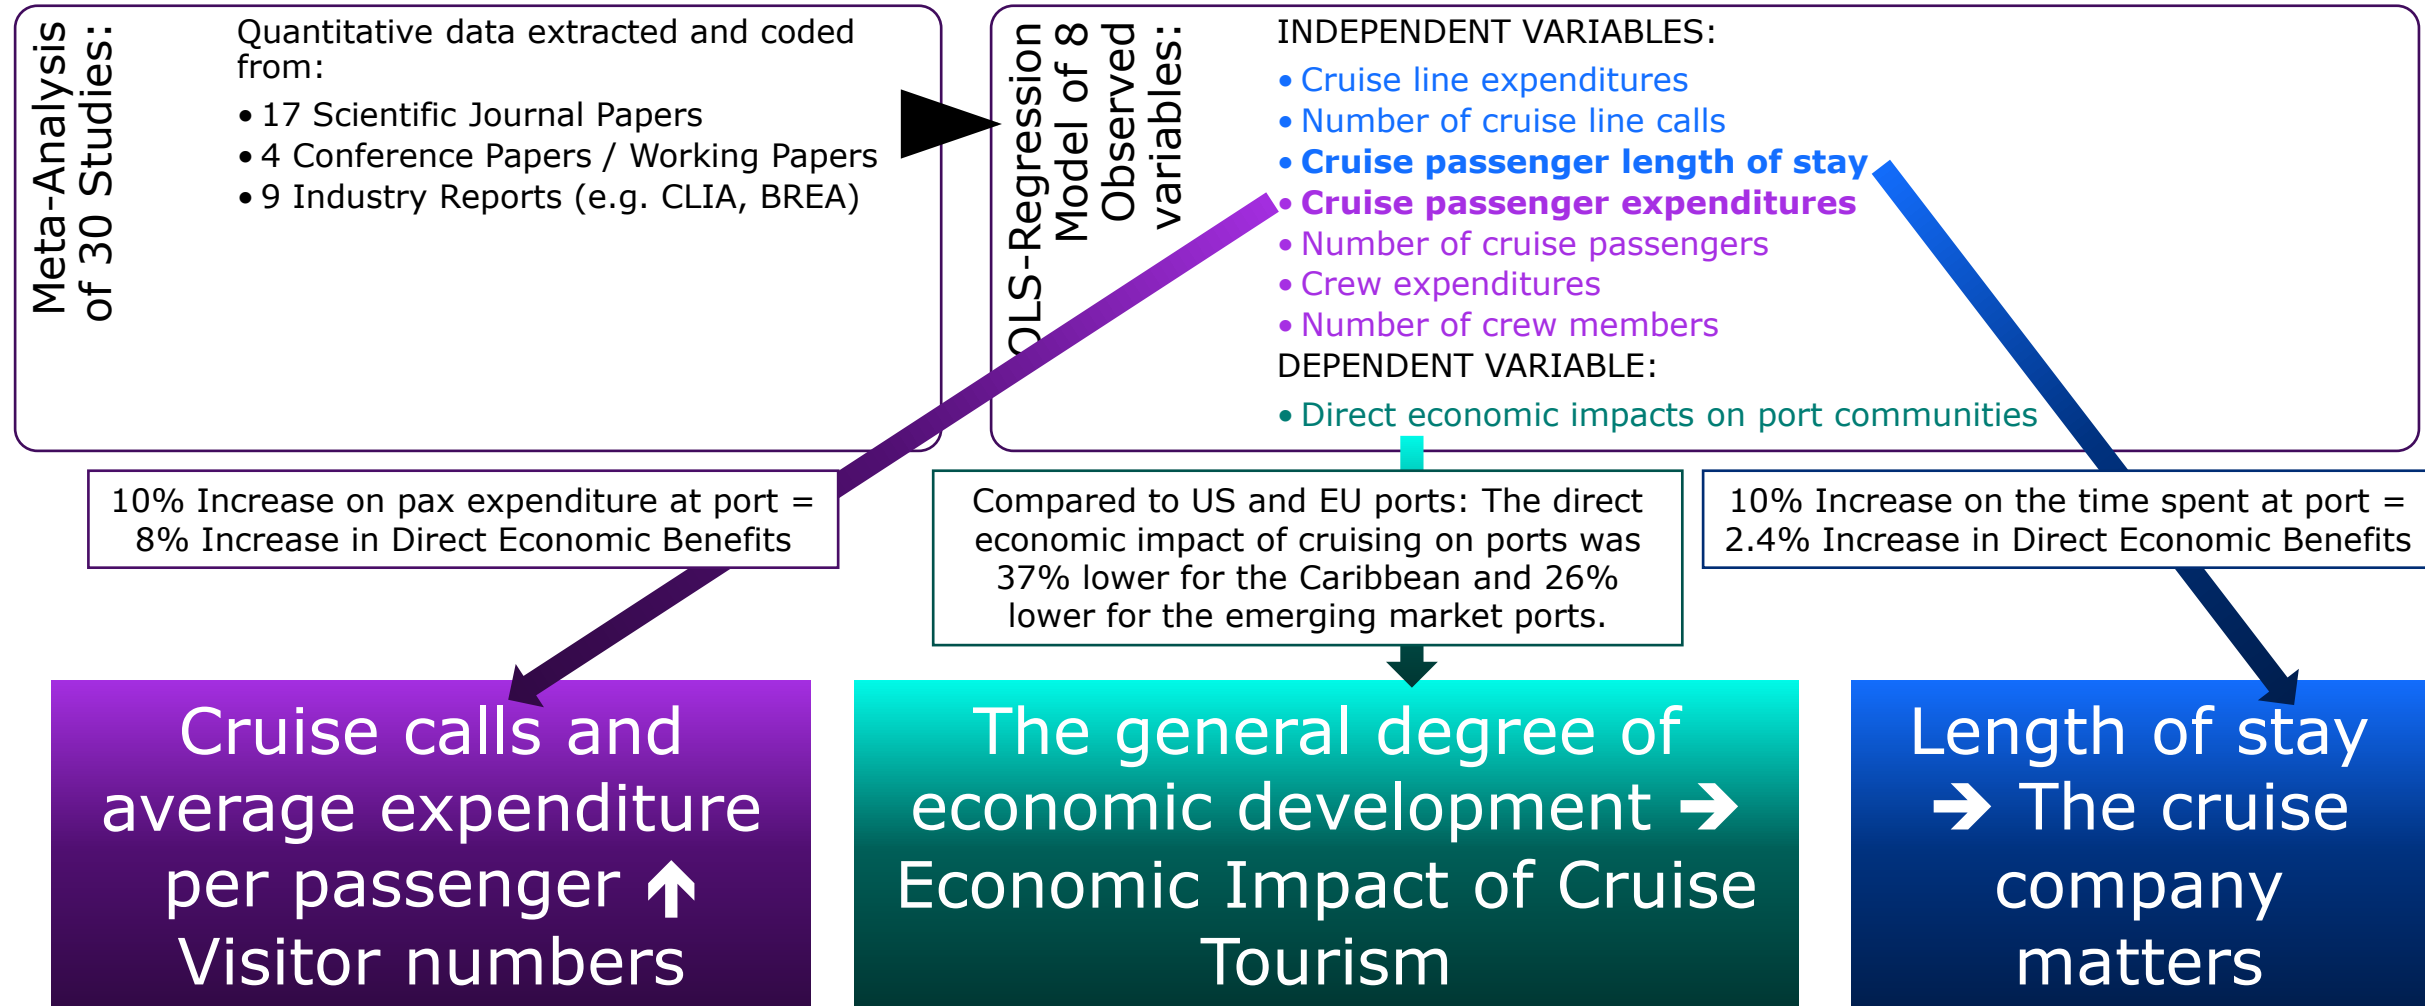 Meta-Analysis
of 30 Studies:
Quantitative data extracted and coded
from:
• 17 Scientific Journal Papers
• 4 Conference Papers / Working Papers
• 9 Industry Reports (e.g. CLIA, BREA)
OLS-Regression
Model of 8
Observed
variables:
INDEPENDENT VARIABLES:
• Cruise line expenditures
• Number of cruise line calls
• Cruise passenger length of stay
• Cruise passenger expenditures
• Number of cruise passengers
• Crew expenditures
• Number of crew members
DEPENDENT VARIABLE:
• Direct economic impacts on port communities
10% Increase on pax expenditure at port =
8% Increase in Direct Economic Benefits
Compared to US and EU ports: The direct
economic impact of cruising on ports was
37% lower for the Caribbean and 26%
lower for the emerging market ports.
10% Increase on the time spent at port =
2.4% Increase in Direct Economic Benefits
Cruise calls and
average expenditure
per passenger 🡩
Visitor numbers
The general degree of
economic development ➔
Economic Impact of Cruise
Tourism
Length of stay
➔ The cruise
company
matters